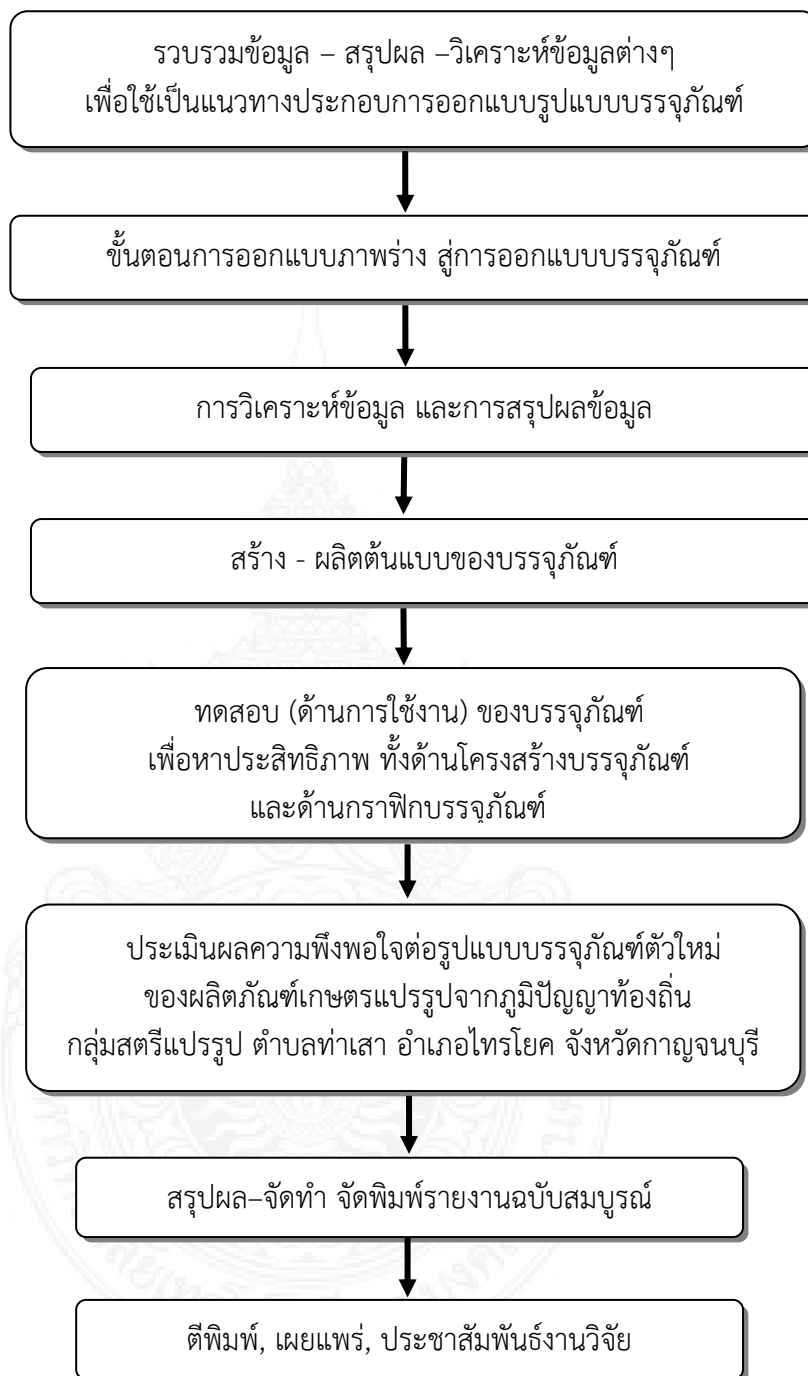 รวบรวมข้อมูล – สรุปผล –วิเคราะห์ข้อมูลต่างๆ
เพื่อใช้เป็นแนวทางประกอบการออกแบบรูปแบบบรรจุภัณฑ์
ขั้นตอนการออกแบบภาพร่าง สู่การออกแบบบรรจุภัณฑ์
การวิเคราะห์ข้อมูล และการสรุปผลข้อมูล
สร้าง - ผลิตต้นแบบของบรรจุภัณฑ์
ทดสอบ (ด้านการใช้งาน) ของบรรจุภัณฑ์
เพื่อหาประสิทธิภาพ ทั้งด้านโครงสร้างบรรจุภัณฑ์
และด้านกราฟิกบรรจุภัณฑ์
ประเมินผลความพึงพอใจต่อรูปแบบบรรจุภัณฑ์ตัวใหม่
ของผลิตภัณฑ์เกษตรแปรรูปจากภูมิปัญญาท้องถิ่น
กลุ่มสตรีแปรรูป ตำบลท่าเสา อำเภอไทรโยค จังหวัดกาญจนบุรี
สรุปผล–จัดทำ จัดพิมพ์รายงานฉบับสมบูรณ์
ตีพิมพ์, เผยแพร่, ประชาสัมพันธ์งานวิจัย